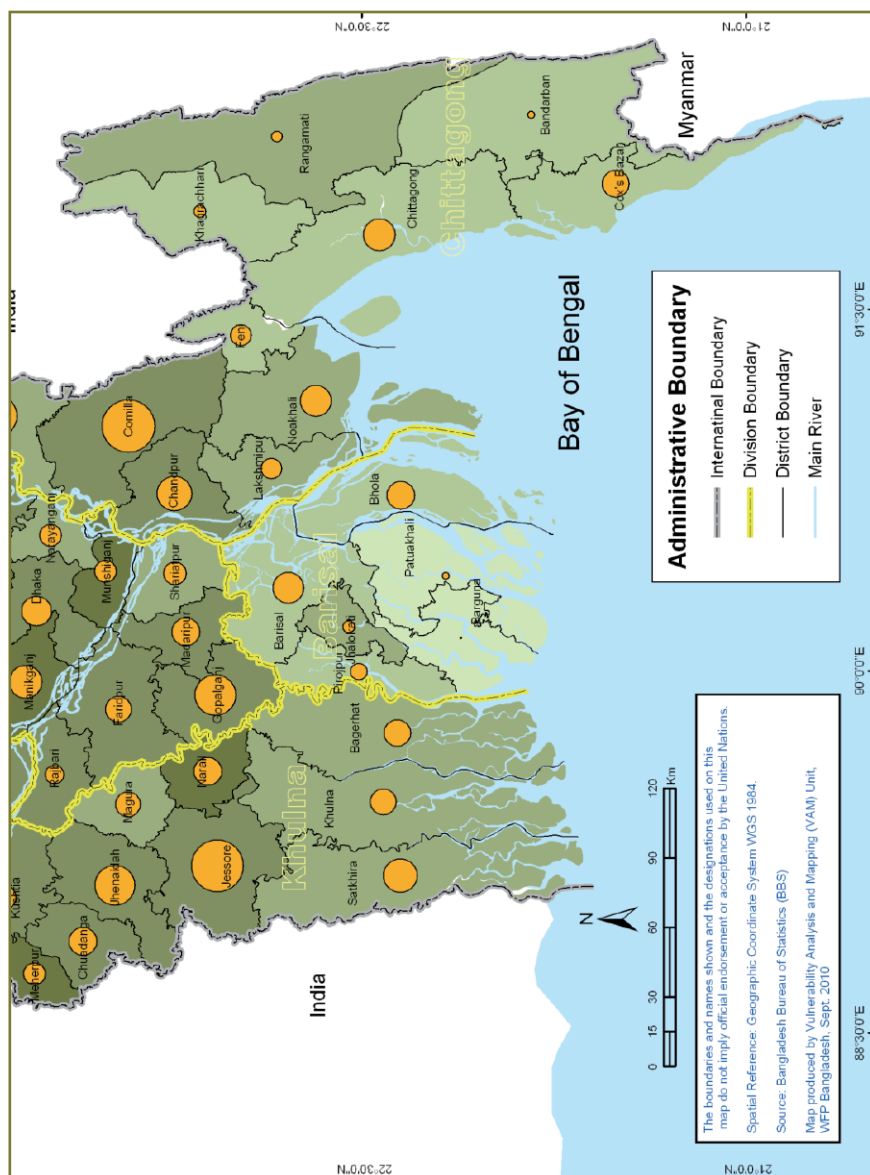 India
Kushtia
Manikganj
Dhaka
Narayanganj
Meherpur
Rajbari
Chuadanga
Munshiganj
Faridpur
Comilla
Jhenaidah
Magura
Madaripur
Shariatpur
Chandpur
Khagrachhari
Narail
Gopalganj
Feni
Jessore
Lakshmipur
Khulna
Barisal
Noakhali
Rangamati
India
Khulna
Pirojpur
Barisal
Jhalokati
Satkhira
Bagerhat
Bhola
Patuakhali
Chittagong
Chittagong
Barguna
Bandarban
Bay of Bengal
Cox's Bazar
Myanmar
22°30'0"N
22°30'0"N
21°0'0"N
21°0'0"N
N
0 15 30 60 90 120
Km
Administrative Boundary
Internatinal Boundary
Division Boundary
District Boundary
Main River
The boundaries and names shown and the designations used on this
map do not imply official endorsement or acceptance by the United Nations.
Spatial Reference: Geographic Coordinate System WGS 1984.
Source: Bangladesh Bureau of Statistics (BBS)
Map produced by Vulnerability Analysis and Mapping (VAM) Unit,
WFP Bangladesh, Sept. 2010
88°30'0"E
90°0'0"E
91°30'0"E